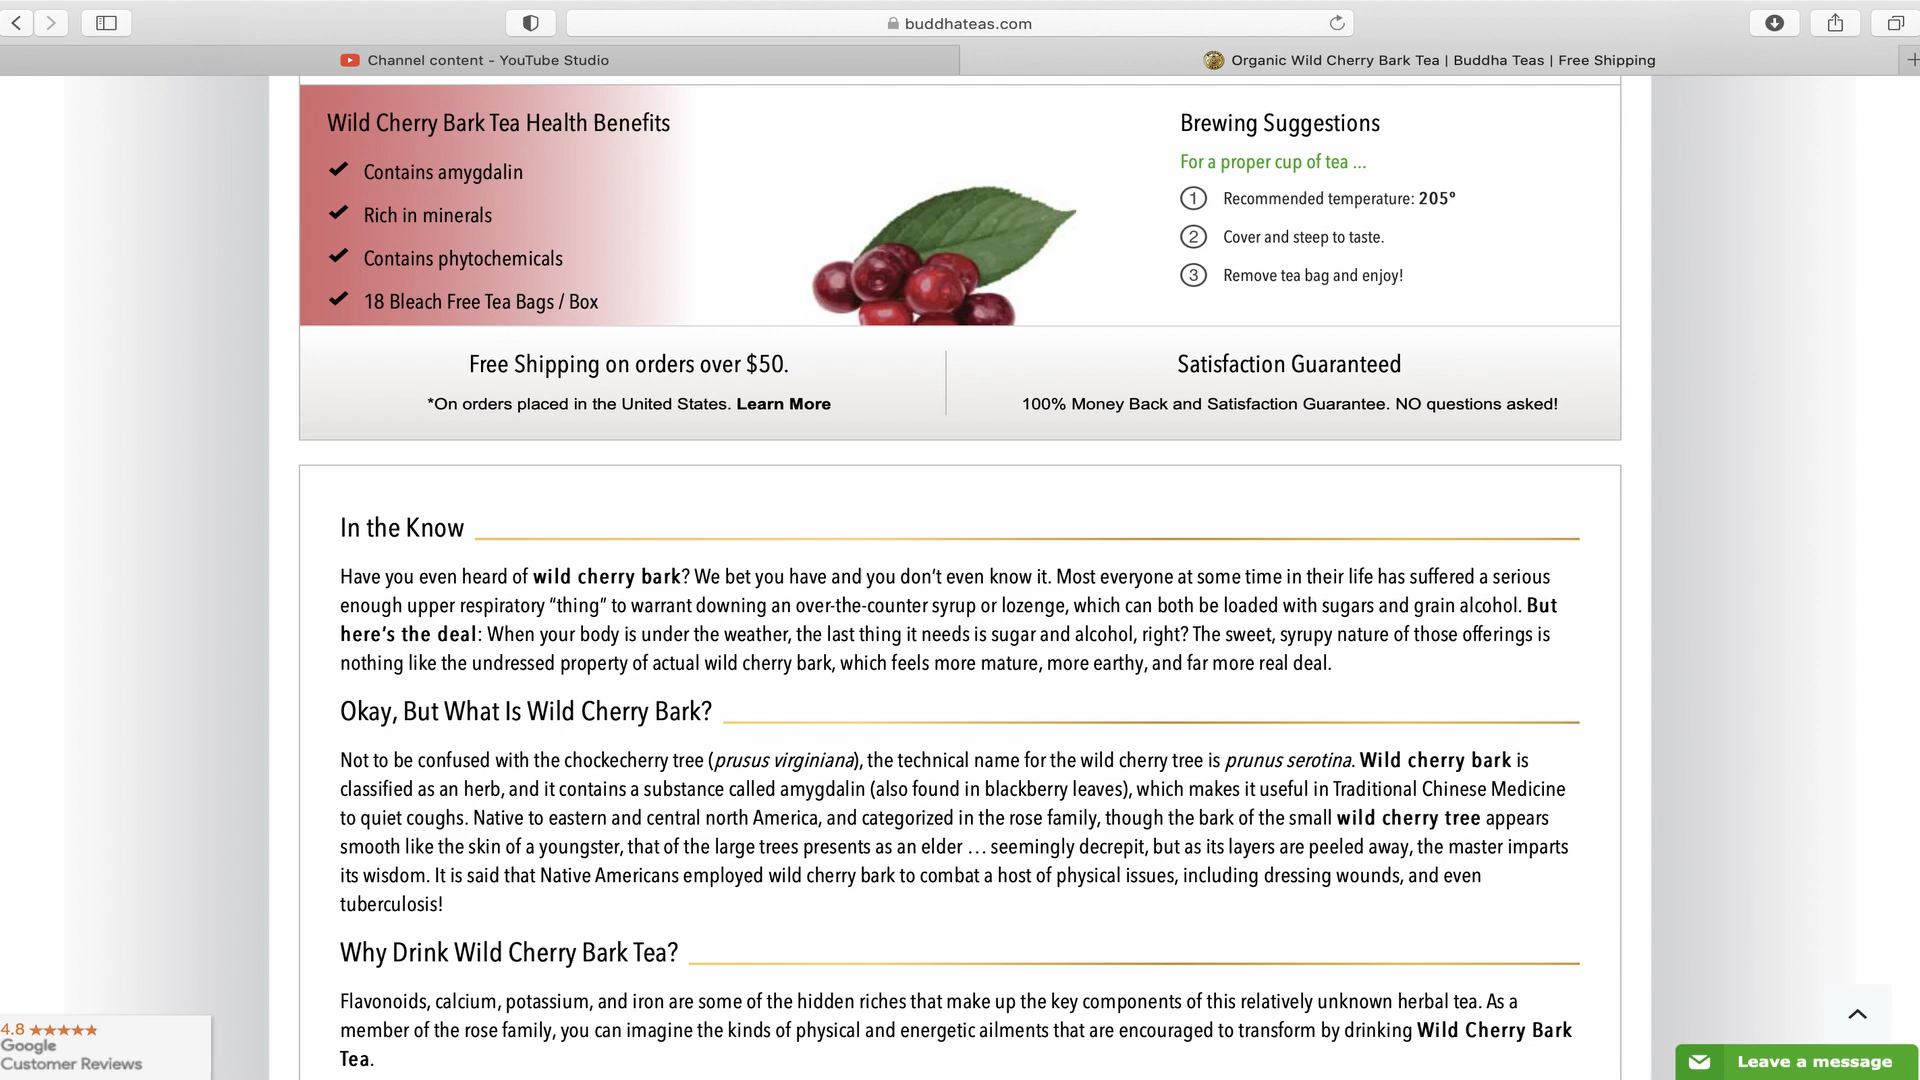 buddhateas.com
Channel content - YouTube Studio
Organic Wild Cherry Bark Tea | Buddha Teas | Free Shipping
Wild Cherry Bark Tea Health Benefits
Contains amygdalin
Rich in minerals
Contains phytochemicals
18 Bleach Free Tea Bags / Box
Brewing Suggestions
For a proper cup of tea ...
1 Recommended temperature: 205°
2 Cover and steep to taste.
3 Remove tea bag and enjoy!
Free Shipping on orders over $50.
*On orders placed in the United States. Learn More
Satisfaction Guaranteed
100% Money Back and Satisfaction Guarantee. NO questions asked!
In the Know
Have you even heard of wild cherry bark? We bet you have and you don’t even know it. Most everyone at some time in their life has suffered a serious
enough upper respiratory “thing” to warrant downing an over-the-counter syrup or lozenge, which can both be loaded with sugars and grain alcohol. But
here’s the deal: When your body is under the weather, the last thing it needs is sugar and alcohol, right? The sweet, syrupy nature of those offerings is
nothing like the undressed property of actual wild cherry bark, which feels more mature, more earthy, and far more real deal.
Okay, But What Is Wild Cherry Bark?
Not to be confused with the chockecherry tree (prusus virginiana), the technical name for the wild cherry tree is prunus serotina. Wild cherry bark is
classified as an herb, and it contains a substance called amygdalin (also found in blackberry leaves), which makes it useful in Traditional Chinese Medicine
to quiet coughs. Native to eastern and central north America, and categorized in the rose family, though the bark of the small wild cherry tree appears
smooth like the skin of a youngster, that of the large trees presents as an elder … seemingly decrepit, but as its layers are peeled away, the master imparts
its wisdom. It is said that Native Americans employed wild cherry bark to combat a host of physical issues, including dressing wounds, and even
tuberculosis!
Why Drink Wild Cherry Bark Tea?
Flavonoids, calcium, potassium, and iron are some of the hidden riches that make up the key components of this relatively unknown herbal tea. As a
member of the rose family, you can imagine the kinds of physical and energetic ailments that are encouraged to transform by drinking Wild Cherry Bark
Tea.
4.8 ★★★★★
Google
Customer Reviews
Leave a message